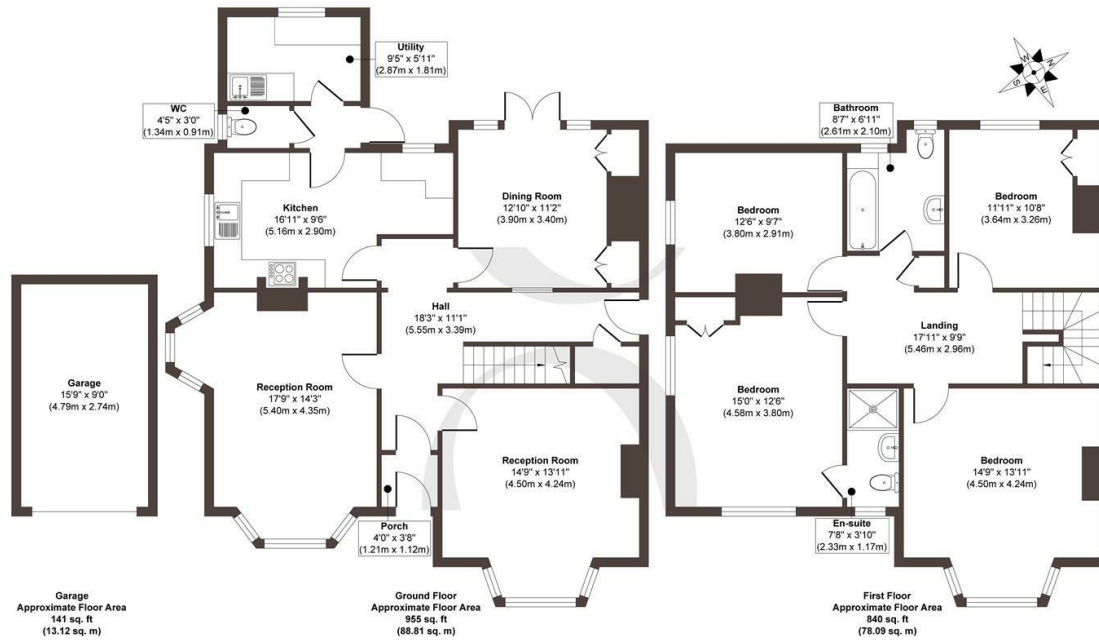 Utility
9'5" x 5'11"
(2.87m x 1.81m)
WC
4'5" x 3'0"
(1.34m x 0.91m)
Kitchen
16'11" x 9'6"
(5.16m x 2.90m)
Dining Room
12'10" x 11'2"
(3.90m x 3.40m)
Hall
18'3" x 11'1"
(5.55m x 3.39m)
Garage
15'9" x 9'0"
(4.79m x 2.74m)
Reception Room
17'9" x 14'3"
(5.40m x 4.35m)
Reception Room
14'9" x 13'11"
(4.50m x 4.24m)
Porch
4'0" x 3'8"
(1.21m x 1.12m)
Bathroom
8'7" x 6'11"
(2.61m x 2.10m)
W
N
S
E
Bedroom
12'6" x 9'7"
(3.80m x 2.91m)
Bedroom
11'11" x 10'8"
(3.64m x 3.26m)
Landing
17'11" x 9'9"
(5.46m x 2.96m)
Bedroom
15'0" x 12'6"
(4.58m x 3.80m)
Bedroom
14'9" x 13'11"
(4.50m x 4.24m)
En-suite
7'8" x 3'10"
(2.33m x 1.17m)
Garage
Approximate Floor Area
141 sq. ft
(13.12 sq. m)
Ground Floor
Approximate Floor Area
955 sq. ft
(88.81 sq. m)
First Floor
Approximate Floor Area
840 sq. ft
(78.09 sq. m)